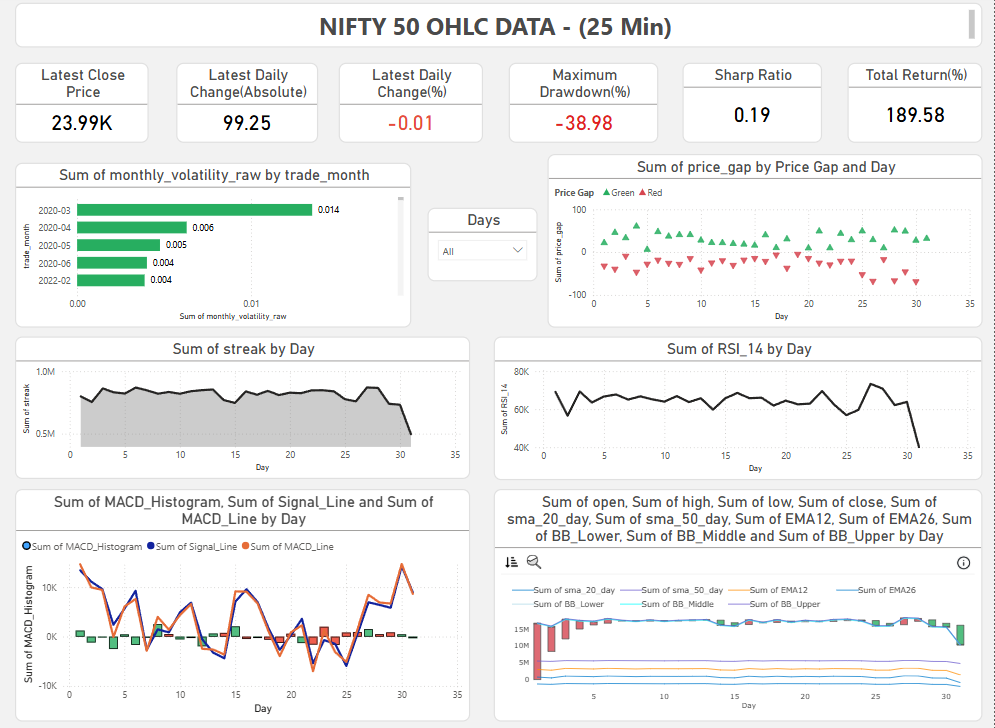 NIFTY 50 OHLC DATA - (25 Min)
Latest Close
Price
23.99K
Latest Daily
Change(Absolute)
99.25
Latest Daily
Change(%)
-0.01
Maximum
Drawdown(%)
-38.98
Sharp Ratio
0.19
Total Return(%)
189.58
Sum of monthly_volatility_raw by trade_month
trade_month
2020-03 0.014
2020-04 0.006
2020-05 0.005
2020-06 0.004
2022-02 0.004
0.00 0.01
Sum of monthly_volatility_raw
Days
All
Sum of price_gap by Price Gap and Day
Price Gap Green Red
Sum of price_gap
100
0
-100
0 5 10 15 20 25 30 35
Day
Sum of streak by Day
Sum of streak
1.0M
0.5M
0 5 10 15 20 25 30 35
Day
Sum of RSI_14 by Day
Sum of RSI_14
80K
60K
40K
0 5 10 15 20 25 30 35
Day
Sum of MACD_Histogram, Sum of Signal_Line and Sum of
MACD_Line by Day
Sum of MACD_Histogram Sum of Signal_Line Sum of MACD_Line
Sum of MACD_Histogram
10K
0K
-10K
0 5 10 15 20 25 30 35
Day
Sum of open, Sum of high, Sum of low, Sum of close, Sum of
sma_20_day, Sum of sma_50_day, Sum of EMA12, Sum of EMA26, Sum
of BB_Lower, Sum of BB_Middle and Sum of BB_Upper by Day
Sum of sma_20_day Sum of sma_50_day Sum of EMA12 Sum of EMA26
Sum of BB_Lower Sum of BB_Middle Sum of BB_Upper
15M
10M
5M
0
5 10 15 20 25 30
Day